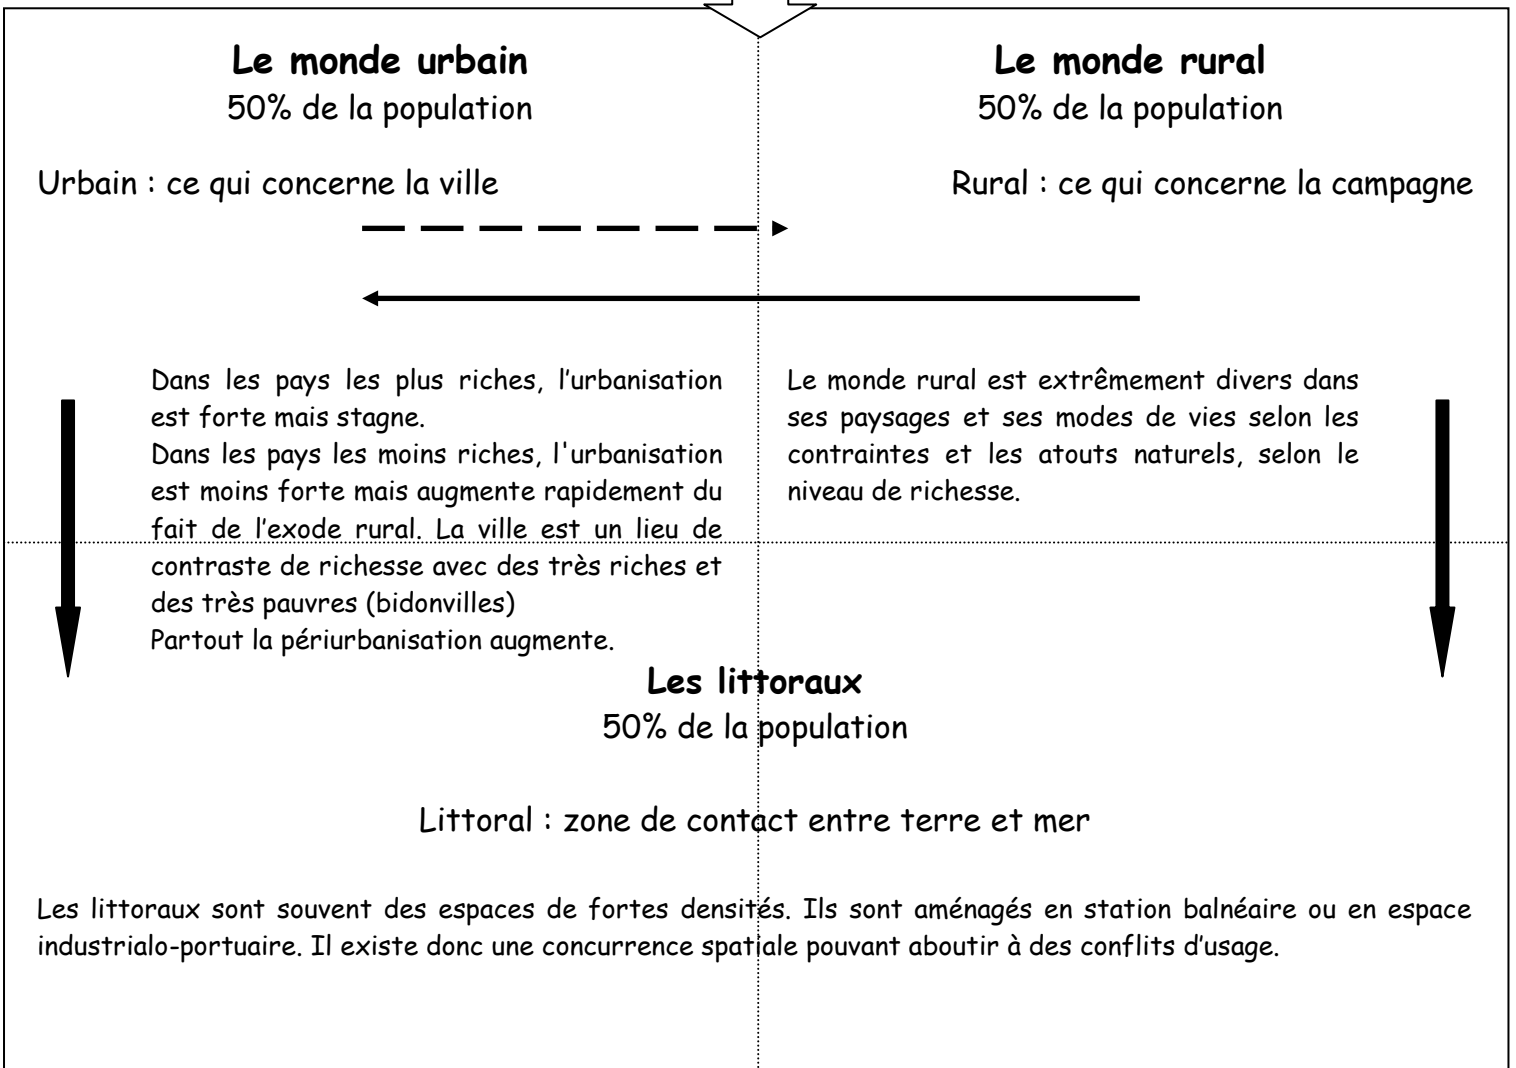 Le monde urbain
50% de la population
Urbain : ce qui concerne la ville
Le monde rural
50% de la population
Rural : ce qui concerne la campagne
Dans les pays les plus riches, l’urbanisation
est forte mais stagne.
Dans les pays les moins riches, l'urbanisation
est moins forte mais augmente rapidement du
fait de l’exode rural. La ville est un lieu de
contraste de richesse avec des très riches et
des très pauvres (bidonvilles)
Partout la périurbanisation augmente.
Le monde rural est extrêmement divers dans
ses paysages et ses modes de vies selon les
contraintes et les atouts naturels, selon le
niveau de richesse.
Les littoraux
50% de la population
Littoral : zone de contact entre terre et mer
Les littoraux sont souvent des espaces de fortes densités. Ils sont aménagés en station balnéaire ou en espace
industrialo-portuaire. Il existe donc une concurrence spatiale pouvant aboutir à des conflits d’usage.